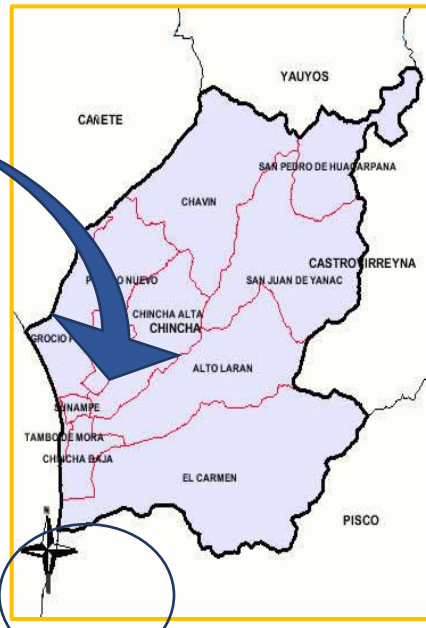 YAUYOS
CAÑETE
SAN PEDRO DE HUACARPANA
CHAVIN
CASTROVIRREYNA
NUEVO
SAN JUAN DE YANAC
CHINCHA ALTA
CHINCHA
GROCIO
ALTO LARAN
SUNAMPE
TAMBO DE MORA
CHINCHA BAJA
EL CARMEN
PISCO
N